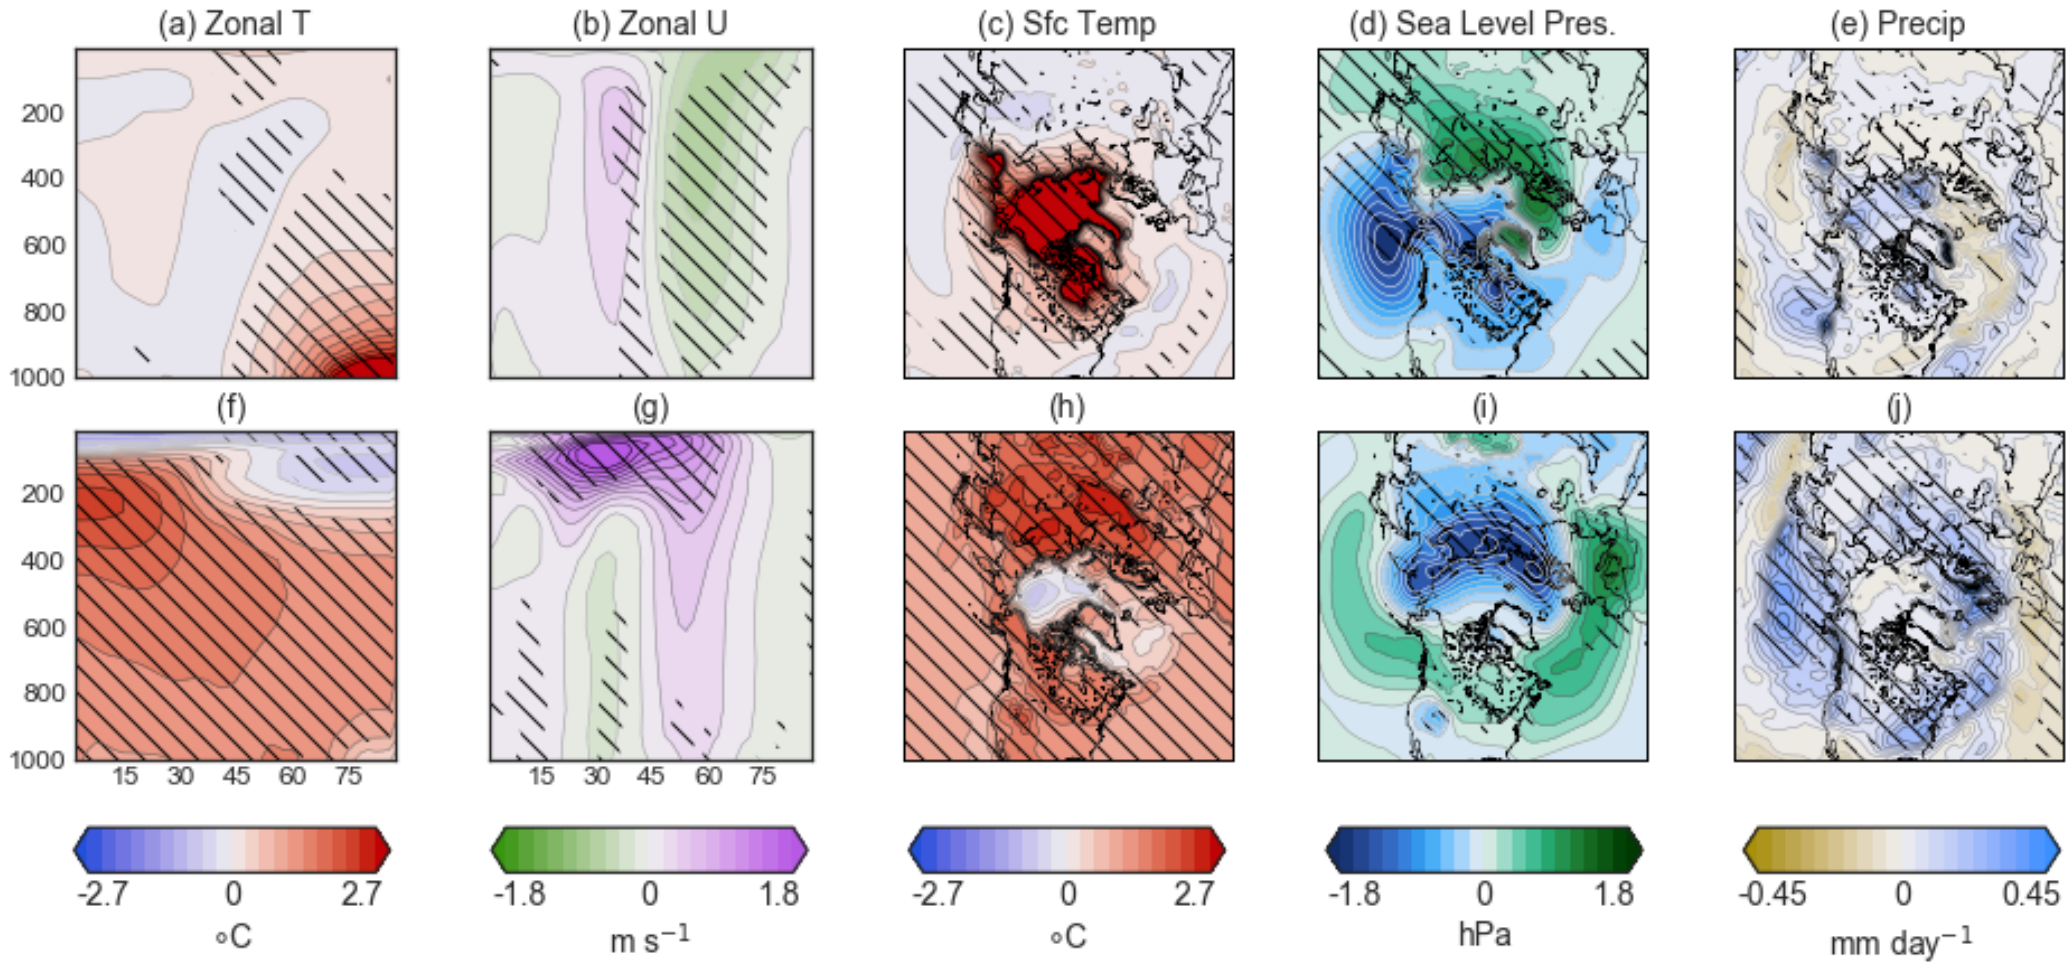 (a) Zonal T (b) Zonal U (c) Sfc Temp (d) Sea Level Pres. (e) Precip
200
400
600
800
1000
(f) (g) (h) (i) (j)
200
400
600
800
1000
15 30 45 60 75 15 30 45 60 75
-2.7 0 2.7 -1.8 0 1.8 -2.7 0 2.7 -1.8 0 1.8 -0.45 0 0.45
∘C m s⁻¹ ∘C hPa mm day⁻¹